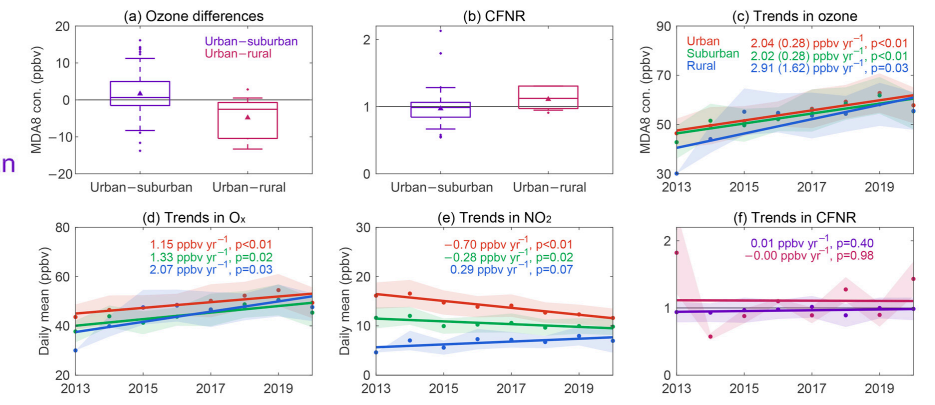 (a) Ozone differences
MDA8 con. (ppbv)
20
10
0
−10
−20
Urban−suburban
Urban−rural
Urban−suburban
Urban−rural
(b) CFNR
2
1
0
Urban−suburban
Urban−rural
(c) Trends in ozone
MDA8 con. (ppbv)
90
70
50
30
Urban 2.04 (0.28) ppbv yr−1, p<0.01
Suburban 2.02 (0.28) ppbv yr−1, p<0.01
Rural 2.91 (1.62) ppbv yr−1, p=0.03
2013 2015 2017 2019
n
(d) Trends in Ox
Daily mean (ppbv)
80
60
40
20
1.15 ppbv yr−1, p<0.01
1.33 ppbv yr−1, p=0.02
2.07 ppbv yr−1, p=0.03
2013 2015 2017 2019
(e) Trends in NO2
Daily mean (ppbv)
30
25
20
15
10
5
0
−0.70 ppbv yr−1, p<0.01
−0.28 ppbv yr−1, p=0.02
0.29 ppbv yr−1, p=0.07
2013 2015 2017 2019
(f) Trends in CFNR
2
1
0
0.01 ppbv yr−1, p=0.40
−0.00 ppbv yr−1, p=0.98
2013 2015 2017 2019